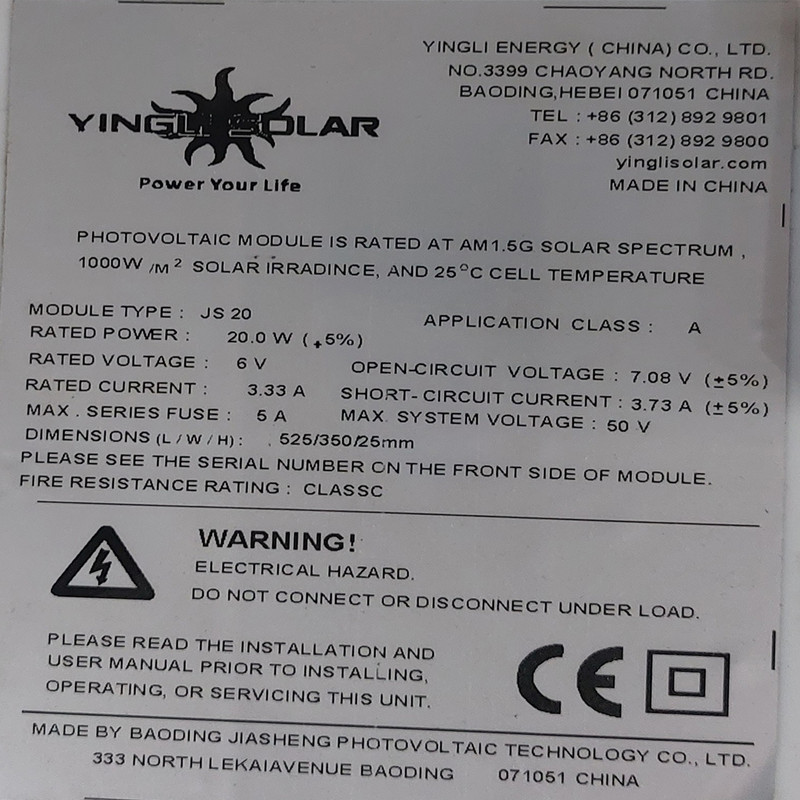 YINGLI SOLAR
Power Your Life
YINGLI ENERGY ( CHINA) CO., LTD.
NO.3399 CHAOYANG NORTH RD.
BAODING,HEBEI 071051 CHINA
TEL : +86 (312) 892 9801
FAX : +86 (312) 892 9800
yinglisolar.com
MADE IN CHINA
PHOTOVOLTAIC MODULE IS RATED AT AM1.5G SOLAR SPECTRUM ,
1000W /M² SOLAR IRRADINCE, AND 25°C CELL TEMPERATURE
MODULE TYPE : JS 20 APPLICATION CLASS : A
RATED POWER : 20.0 W (+5%)
RATED VOLTAGE : 6 V OPEN-CIRCUIT VOLTAGE : 7.08 V (±5%)
RATED CURRENT : 3.33 A SHORT-CIRCUIT CURRENT : 3.73 A (±5%)
MAX . SERIES FUSE : 5 A MAX. SYSTEM VOLTAGE : 50 V
DIMENSIONS (L / W / H) : 525/350/25mm
PLEASE SEE THE SERIAL NUMBER ON THE FRONT SIDE OF MODULE.
FIRE RESISTANCE RATING : CLASSC
WARNING!
ELECTRICAL HAZARD.
DO NOT CONNECT OR DISCONNECT UNDER LOAD.
PLEASE READ THE INSTALLATION AND
USER MANUAL PRIOR TO INSTALLING,
OPERATING, OR SERVICING THIS UNIT.
CE
MADE BY BAODING JIASHENG PHOTOVOLTAIC TECHNOLOGY CO., LTD.
333 NORTH LEKAIAVENUE BAODING 071051 CHINA